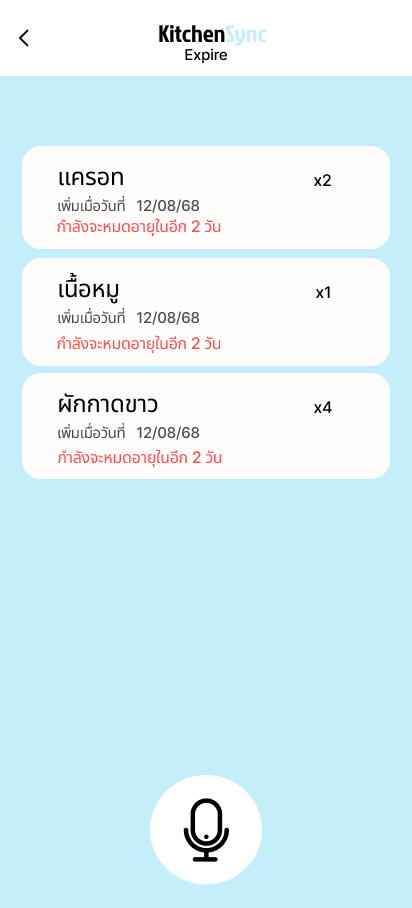 KitchenSync
Expire
แครอท x2
เพิ่มเมื่อวันที่ 12/08/68
กำลังจะหมดอายุในอีก 2 วัน
เนื้อหมู x1
เพิ่มเมื่อวันที่ 12/08/68
กำลังจะหมดอายุในอีก 2 วัน
ผักกาดขาว x4
เพิ่มเมื่อวันที่ 12/08/68
กำลังจะหมดอายุในอีก 2 วัน